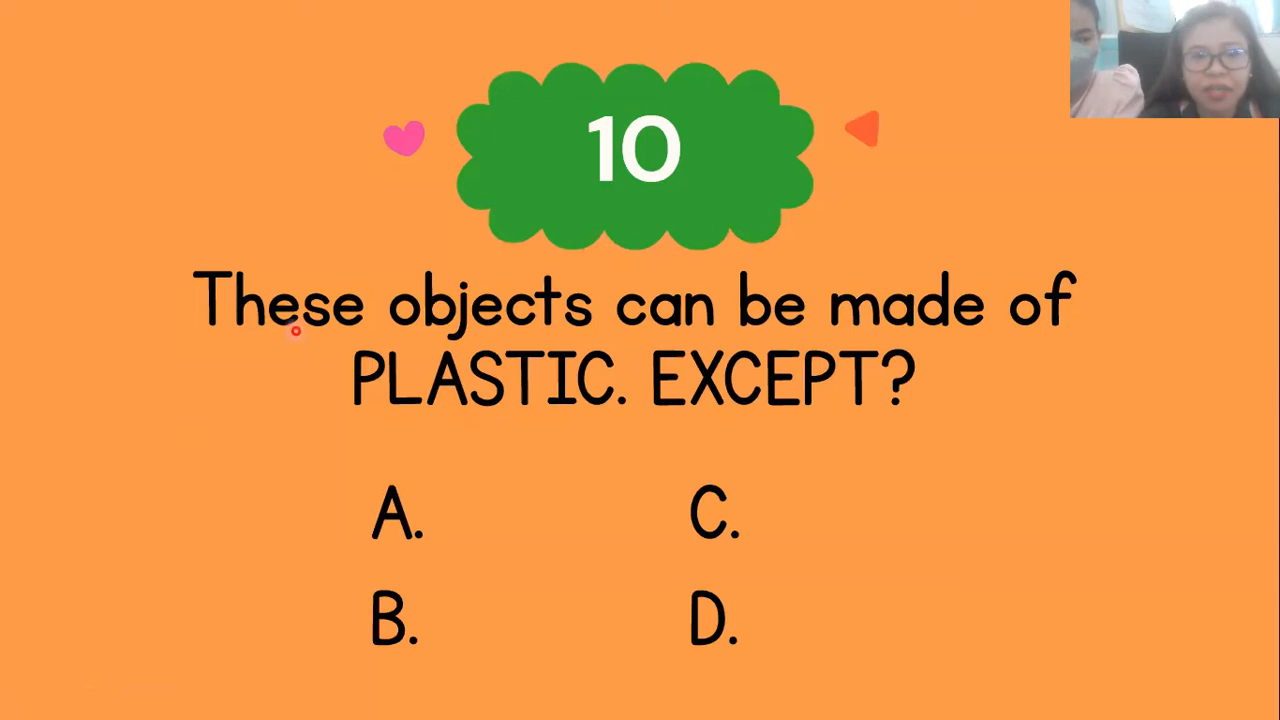 10
These objects can be made of
PLASTIC. EXCEPT?
A.
C.
B.
D.